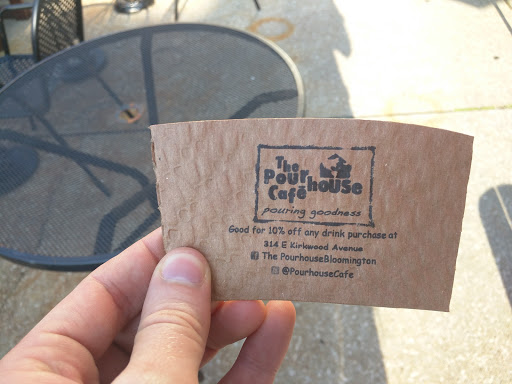 The
Pourhouse
Café
pouring goodness
Good for 10% off any drink purchase at
314 E Kirkwood Avenue
The PourhouseBloomington
@PourhouseCafe